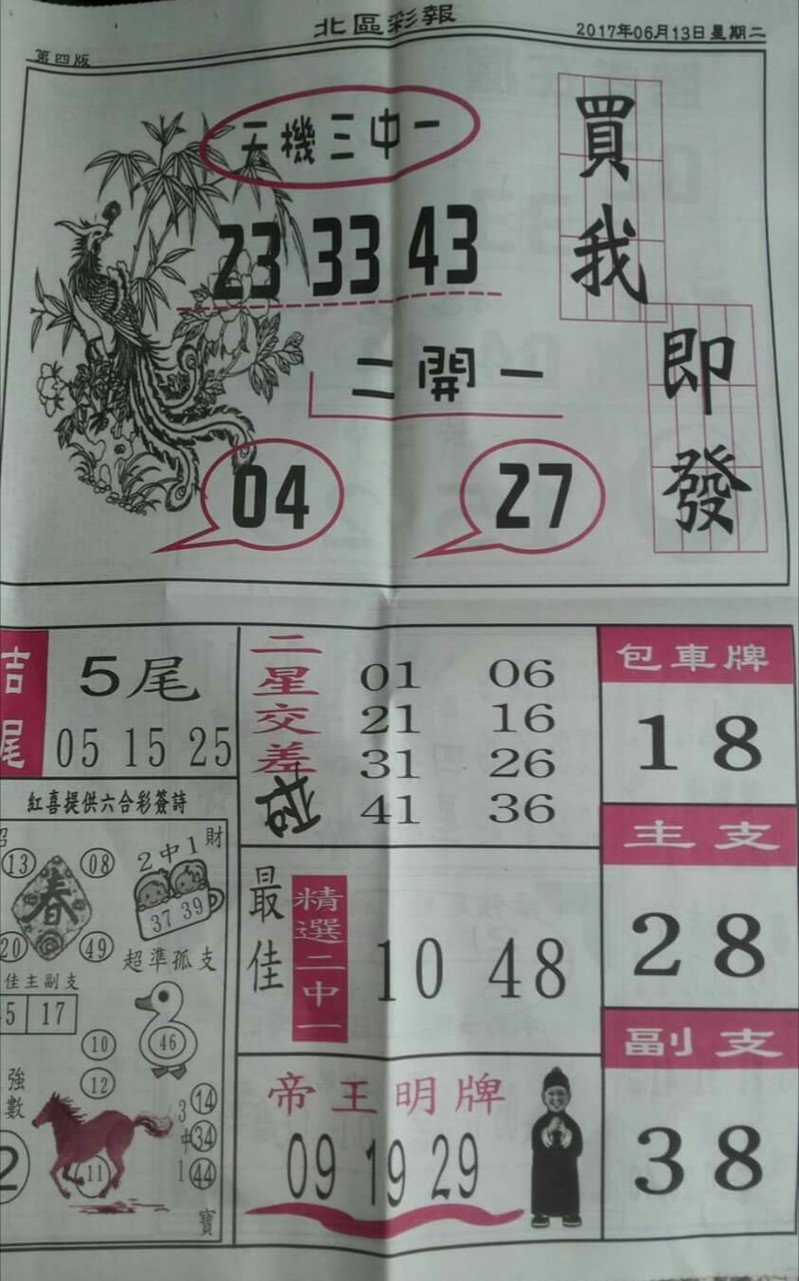 北區彩報
2017年06月13日星期二
第四版
天機三中一
23 33 43
二開一
04
27
買我
即發
吉尾
5尾
05 15 25
二星交差
01 06
21 16
31 26
41 36
包車牌
18
主支
28
副支
38
最佳
精選二中一
10 48
帝王明牌
09 19 29
紅喜提供六合彩簽詩
13 08
春
20 49
2中1
財
37 39
超準孤支
佳主副支
5 17
46
10
12
強數
2
11
3中1
14
34
44
寶